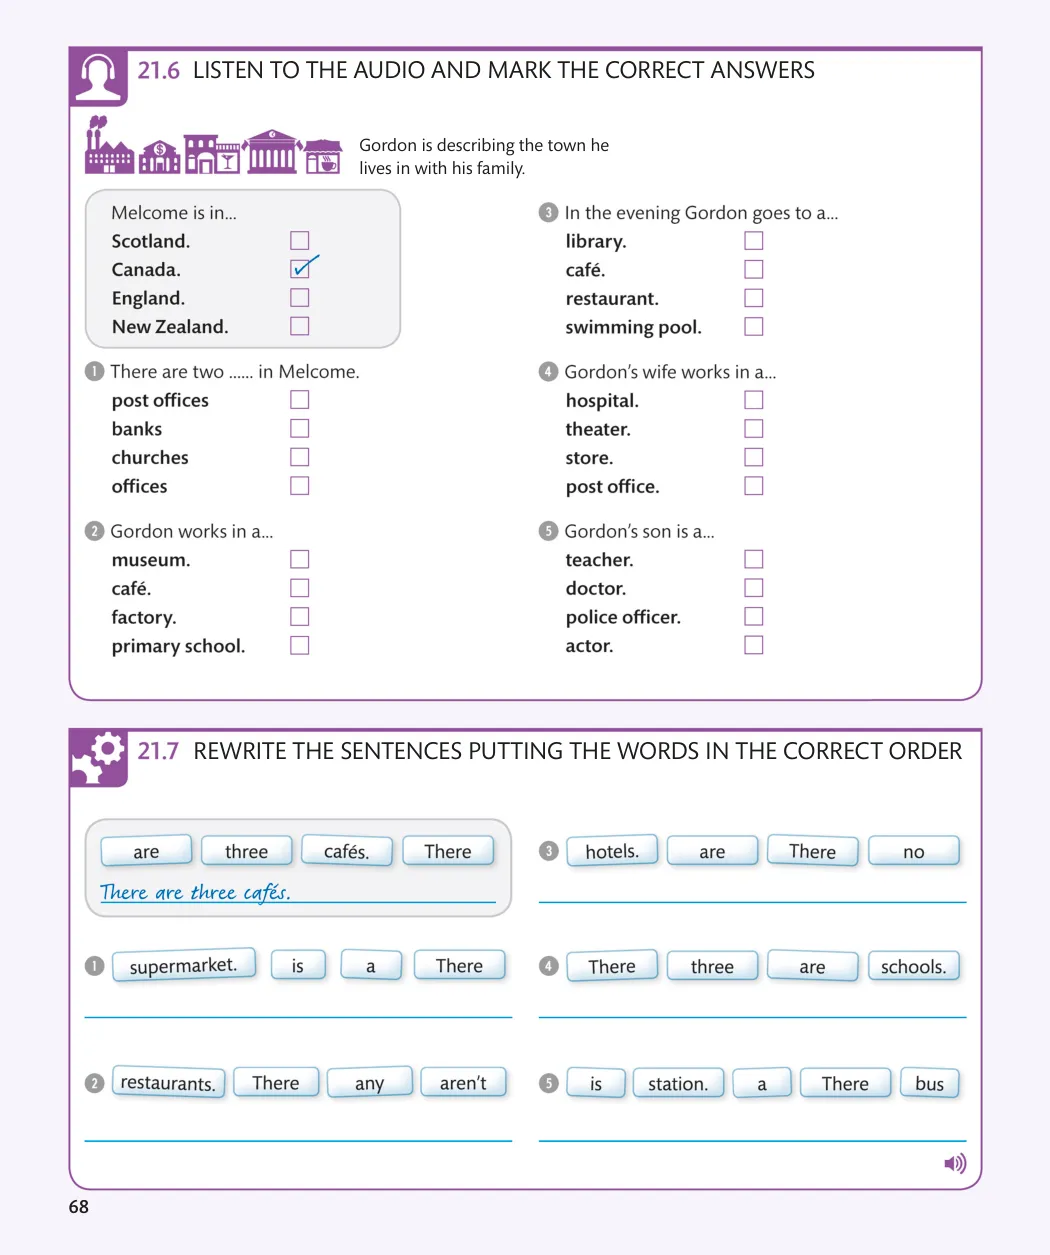 21.6 LISTEN TO THE AUDIO AND MARK THE CORRECT ANSWERS
Gordon is describing the town he
lives in with his family.
Melcome is in...
Scotland.
Canada.
England.
New Zealand.
1 There are two ...... in Melcome.
post offices
banks
churches
offices
2 Gordon works in a...
museum.
café.
factory.
primary school.
3 In the evening Gordon goes to a...
library.
café.
restaurant.
swimming pool.
4 Gordon's wife works in a...
hospital.
theater.
store.
post office.
5 Gordon's son is a...
teacher.
doctor.
police officer.
actor.
21.7 REWRITE THE SENTENCES PUTTING THE WORDS IN THE CORRECT ORDER
are three cafés. There
There are three cafés.
1 supermarket. is a There
2 restaurants. There any aren't
3 hotels. are There no
4 There three are schools.
5 is station. a There bus
68